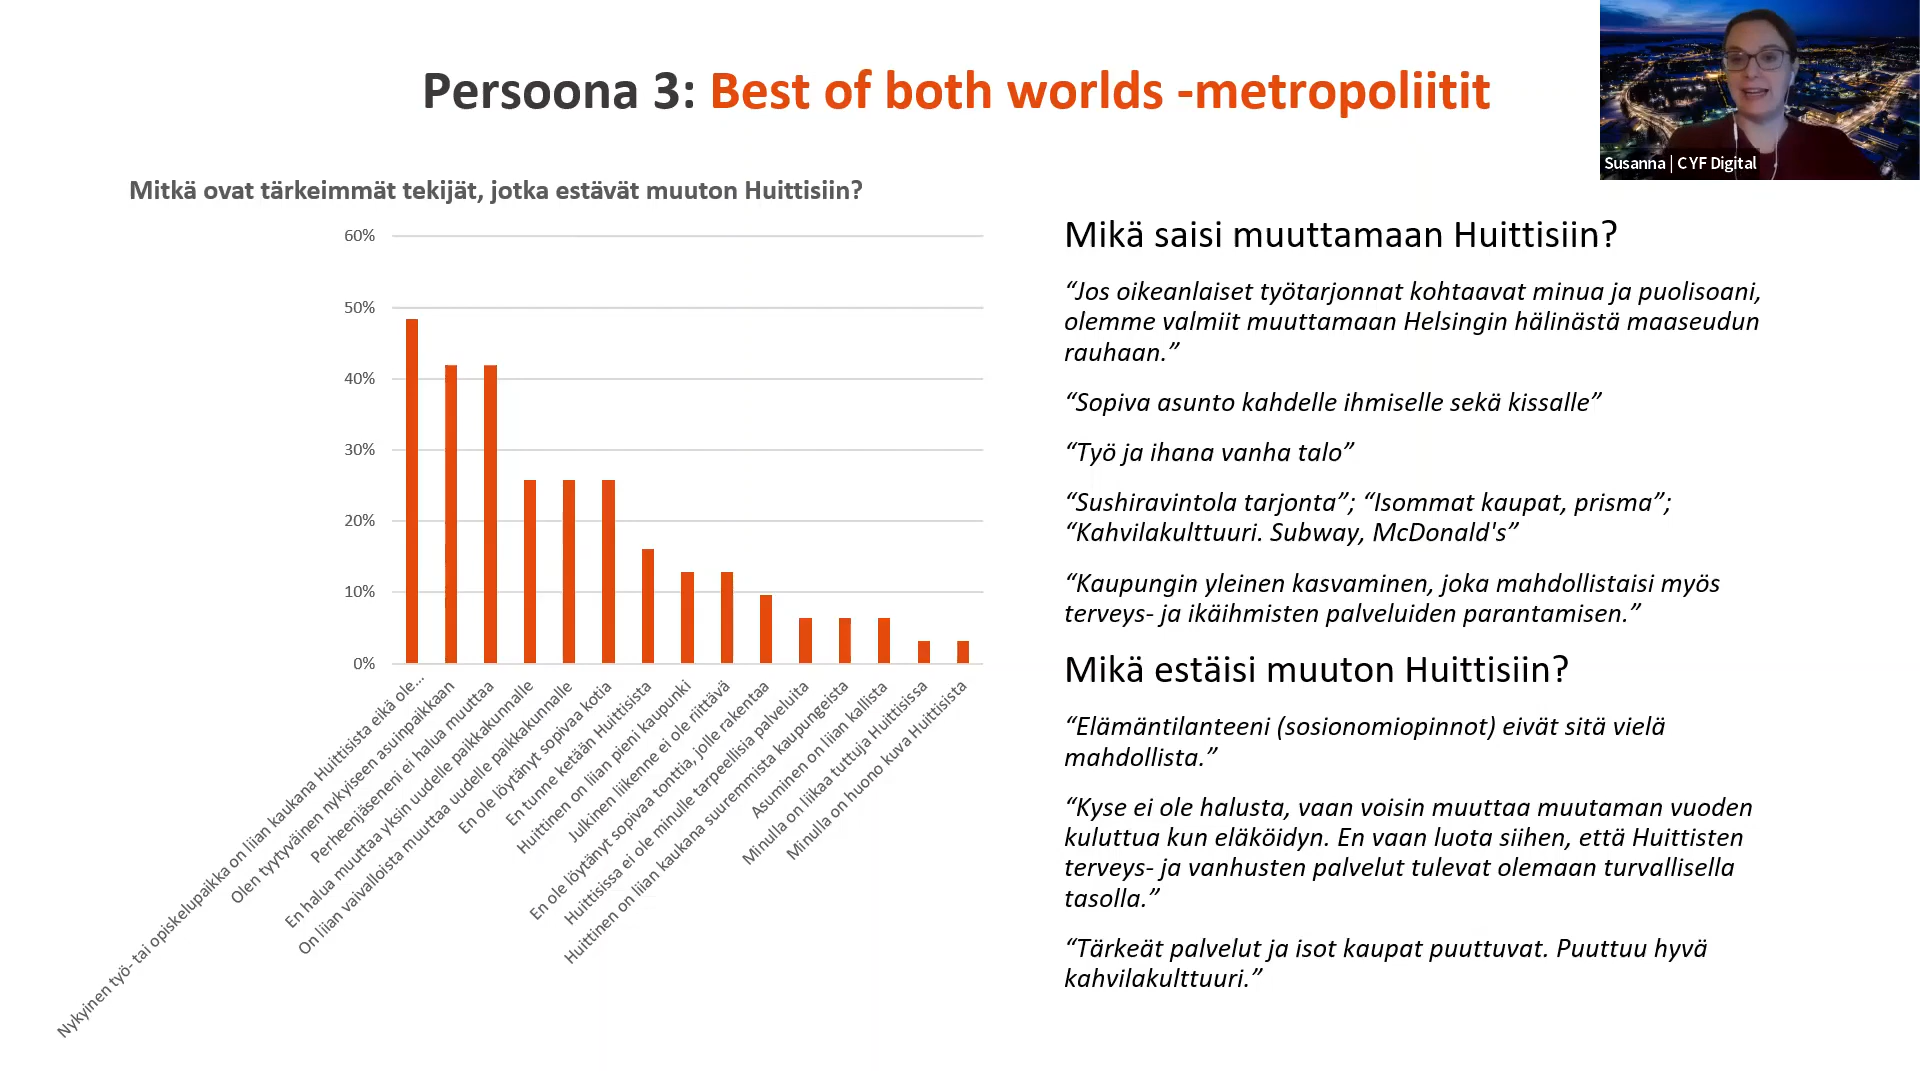 Persoona 3: Best of both worlds -metropoliitit
Susanna | CYF Digital
Mitkä ovat tärkeimmät tekijät, jotka estävät muuton Huittisiin?
60%
50%
40%
30%
20%
10%
0%
Nykyinen työ- tai opiskelupaikka on liian kaukana Huittisista eikä ole...
Olen tyytyväinen nykyiseen asuinpaikkaan
Perheenjäseneni ei halua muuttaa
En halua muuttaa yksin uudelle paikkakunnalle
On liian vaivalloista muuttaa uudelle paikkakunnalle
En ole löytänyt sopivaa kotia
En tunne ketään Huittisista
Huittinen on liian pieni kaupunki
Julkinen liikenne ei ole riittävä
En ole löytänyt sopivaa tonttia, jolle rakentaa
Huittisissa ei ole minulle tarpeellisia palveluita
Huittinen on liian kaukana suuremmista kaupungeista
Asuminen on liian kallista
Minulla on liikaa tuttuja Huittisissa
Minulla on huono kuva Huittisista
Mikä saisi muuttamaan Huittisiin?
“Jos oikeanlaiset työtarjonnat kohtaavat minua ja puolisoani,
olemme valmiit muuttamaan Helsingin hälinästä maaseudun
rauhaan.”
“Sopiva asunto kahdelle ihmiselle sekä kissalle”
“Työ ja ihana vanha talo”
“Sushiravintola tarjonta”; “Isommat kaupat, prisma”;
“Kahvilakulttuuri. Subway, McDonald's”
“Kaupungin yleinen kasvaminen, joka mahdollistaisi myös
terveys- ja ikäihmisten palveluiden parantamisen.”
Mikä estäisi muuton Huittisiin?
“Elämäntilanteeni (sosionomiopinnot) eivät sitä vielä
mahdollista.”
“Kyse ei ole halusta, vaan voisin muuttaa muutaman vuoden
kuluttua kun eläköidyn. En vaan luota siihen, että Huittisten
terveys- ja vanhusten palvelut tulevat olemaan turvallisella
tasolla.”
“Tärkeät palvelut ja isot kaupat puuttuvat. Puuttuu hyvä
kahvilakulttuuri.”